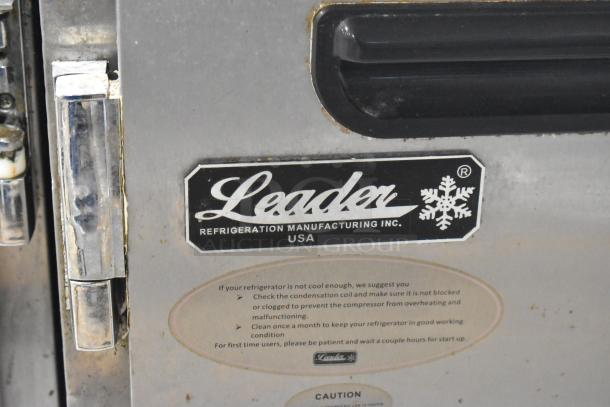 Leader ®
REFRIGERATION MANUFACTURING INC.
USA
AUCTION GROUP
If your refrigerator is not cool enough, we suggest you
➢ Check the condensation coil and make sure it is not blocked
or clogged to prevent the compressor from overheating and
malfunctioning.
➢ Clean once a month to keep your refrigerator in good working
condition
For first time users, please be patient and wait a couple hours for start up.
Leader
CAUTION